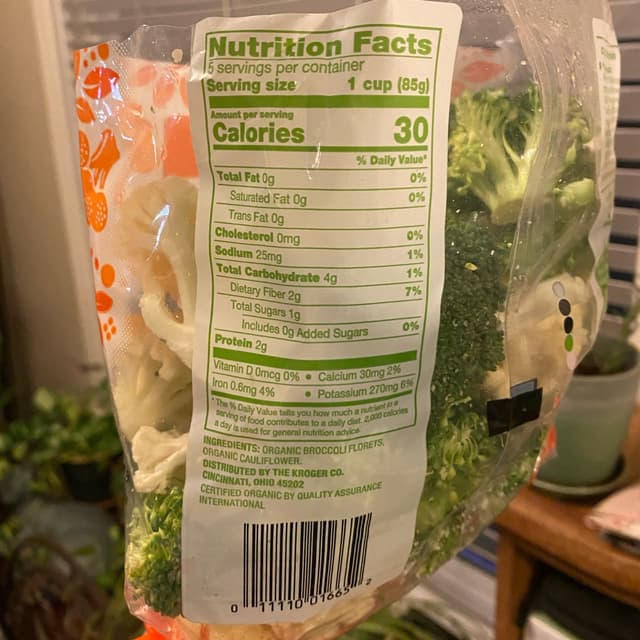 Nutrition Facts
5 servings per container
Serving size 1 cup (85g)
Amount per serving
Calories 30
% Daily Value*
Total Fat 0g 0%
Saturated Fat 0g 0%
Trans Fat 0g
Cholesterol 0mg 0%
Sodium 25mg 1%
Total Carbohydrate 4g 1%
Dietary Fiber 2g 7%
Total Sugars 1g
Includes 0g Added Sugars 0%
Protein 2g
Vitamin D 0mcg 0% • Calcium 30mg 2%
Iron 0.6mg 4% • Potassium 270mg 6%
*The % Daily Value tells you how much a nutrient in a
serving of food contributes to a daily diet. 2,000 calories
a day is used for general nutrition advice.
INGREDIENTS: ORGANIC BROCCOLI FLORETS,
ORGANIC CAULIFLOWER.
DISTRIBUTED BY THE KROGER CO.
CINCINNATI, OHIO 45202
CERTIFIED ORGANIC BY QUALITY ASSURANCE
INTERNATIONAL
0 11110 01665 2